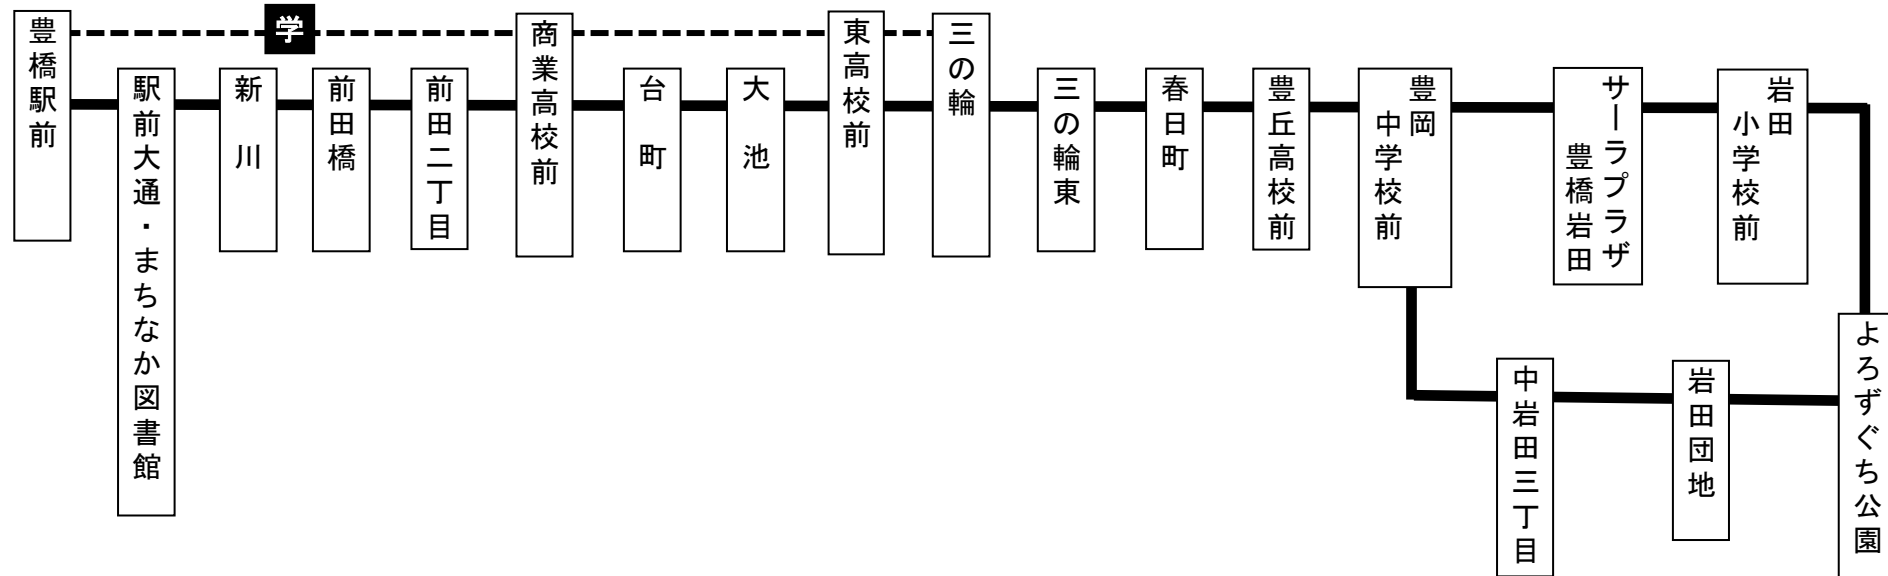 豊橋駅前
学
駅前大通・まちなか図書館
新川
前田橋
前田二丁目
商業高校前
台町
大池
東高校前
三の輪
三の輪東
春日町
豊丘高校前
豊岡
中学校前
サーラプラザ
豊橋岩田
岩田
小学校前
よろずぐち公園
岩田団地
中岩田三丁目